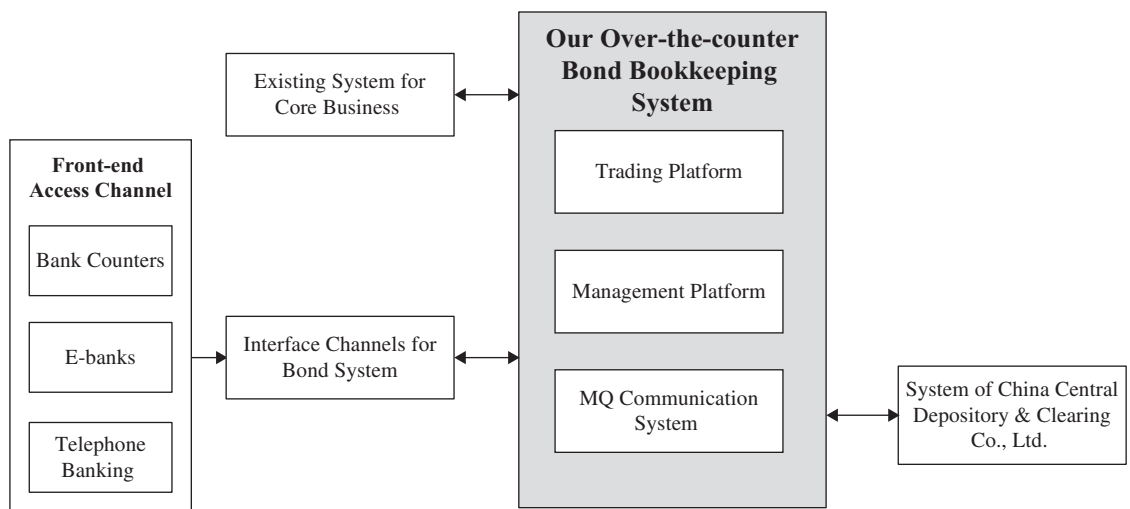 Our Over-the-counter
Bond Bookkeeping
System
Existing System for
Core Business
Trading Platform
Front-end
Access Channel
Bank Counters
Management Platform
E-banks
Interface Channels for
Bond System
MQ Communication
System
System of China Central
Depository & Clearing
Co., Ltd.
Telephone
Banking